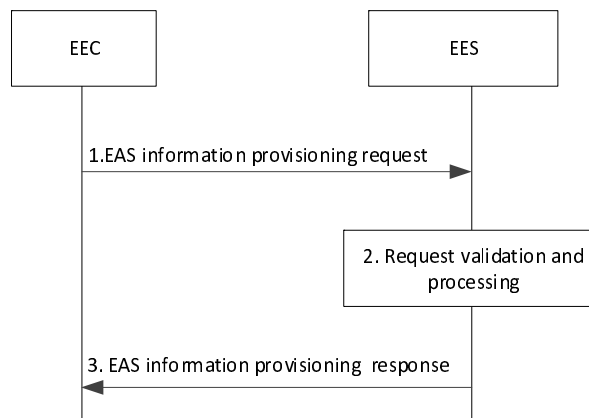 EEC
EES
1.EAS information provisioning request
2. Request validation and
processing
3. EAS information provisioning response